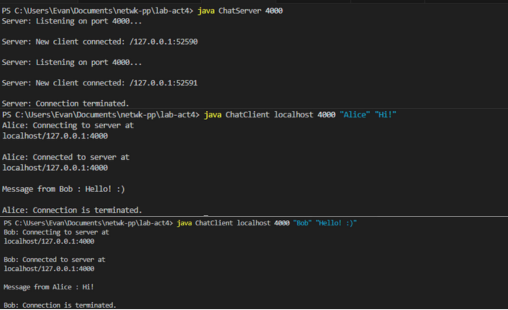 PS C:\Users\Evan\Documents\netwk-pp\lab-act4> java ChatServer 4000
Server: Listening on port 4000...
Server: New client connected: /127.0.0.1:52590
Server: Listening on port 4000...
Server: New client connected: /127.0.0.1:52591
Server: Connection terminated.
PS C:\Users\Evan\Documents\netwk-pp\lab-act4> java ChatClient localhost 4000 "Alice" "Hi!"
Alice: Connecting to server at
localhost/127.0.0.1:4000
Alice: Connected to server at
localhost/127.0.0.1:4000
Message from Bob : Hello! :)
Alice: Connection is terminated.
PS C:\Users\Evan\Documents\netwk-pp\lab-act4> java ChatClient localhost 4000 "Bob" "Hello! :)"
Bob: Connecting to server at
localhost/127.0.0.1:4000
Bob: Connected to server at
localhost/127.0.0.1:4000
Message from Alice : Hi!
Bob: Connection is terminated.